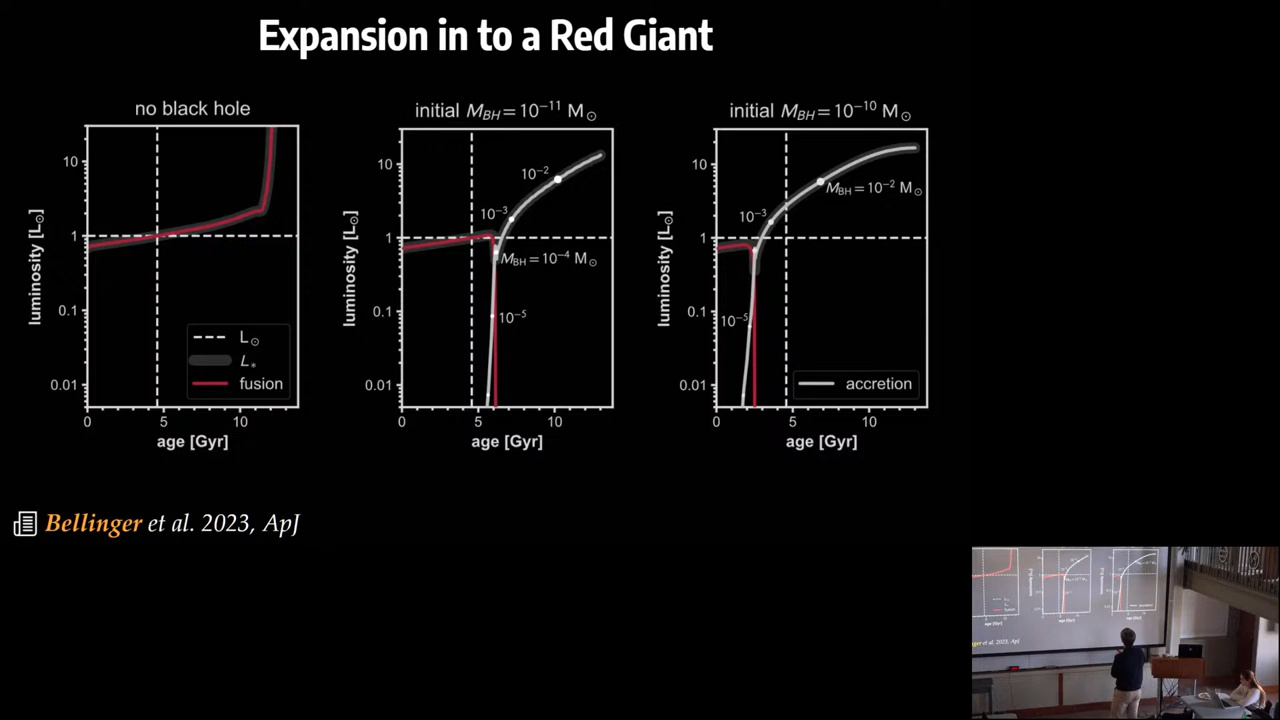 Expansion in to a Red Giant
no black hole
luminosity [L☉]
10
1
0.1
0.01
L☉
L*
fusion
0 5 10
age [Gyr]
initial M_BH = 10⁻¹¹ M☉
luminosity [L☉]
10
1
0.1
0.01
10⁻²
10⁻³
M_BH = 10⁻⁴ M☉
10⁻⁵
0 5 10
age [Gyr]
initial M_BH = 10⁻¹⁰ M☉
luminosity [L☉]
10
1
0.1
0.01
M_BH = 10⁻² M☉
10⁻³
10⁻⁵
accretion
0 5 10
age [Gyr]
Bellinger et al. 2023, ApJ